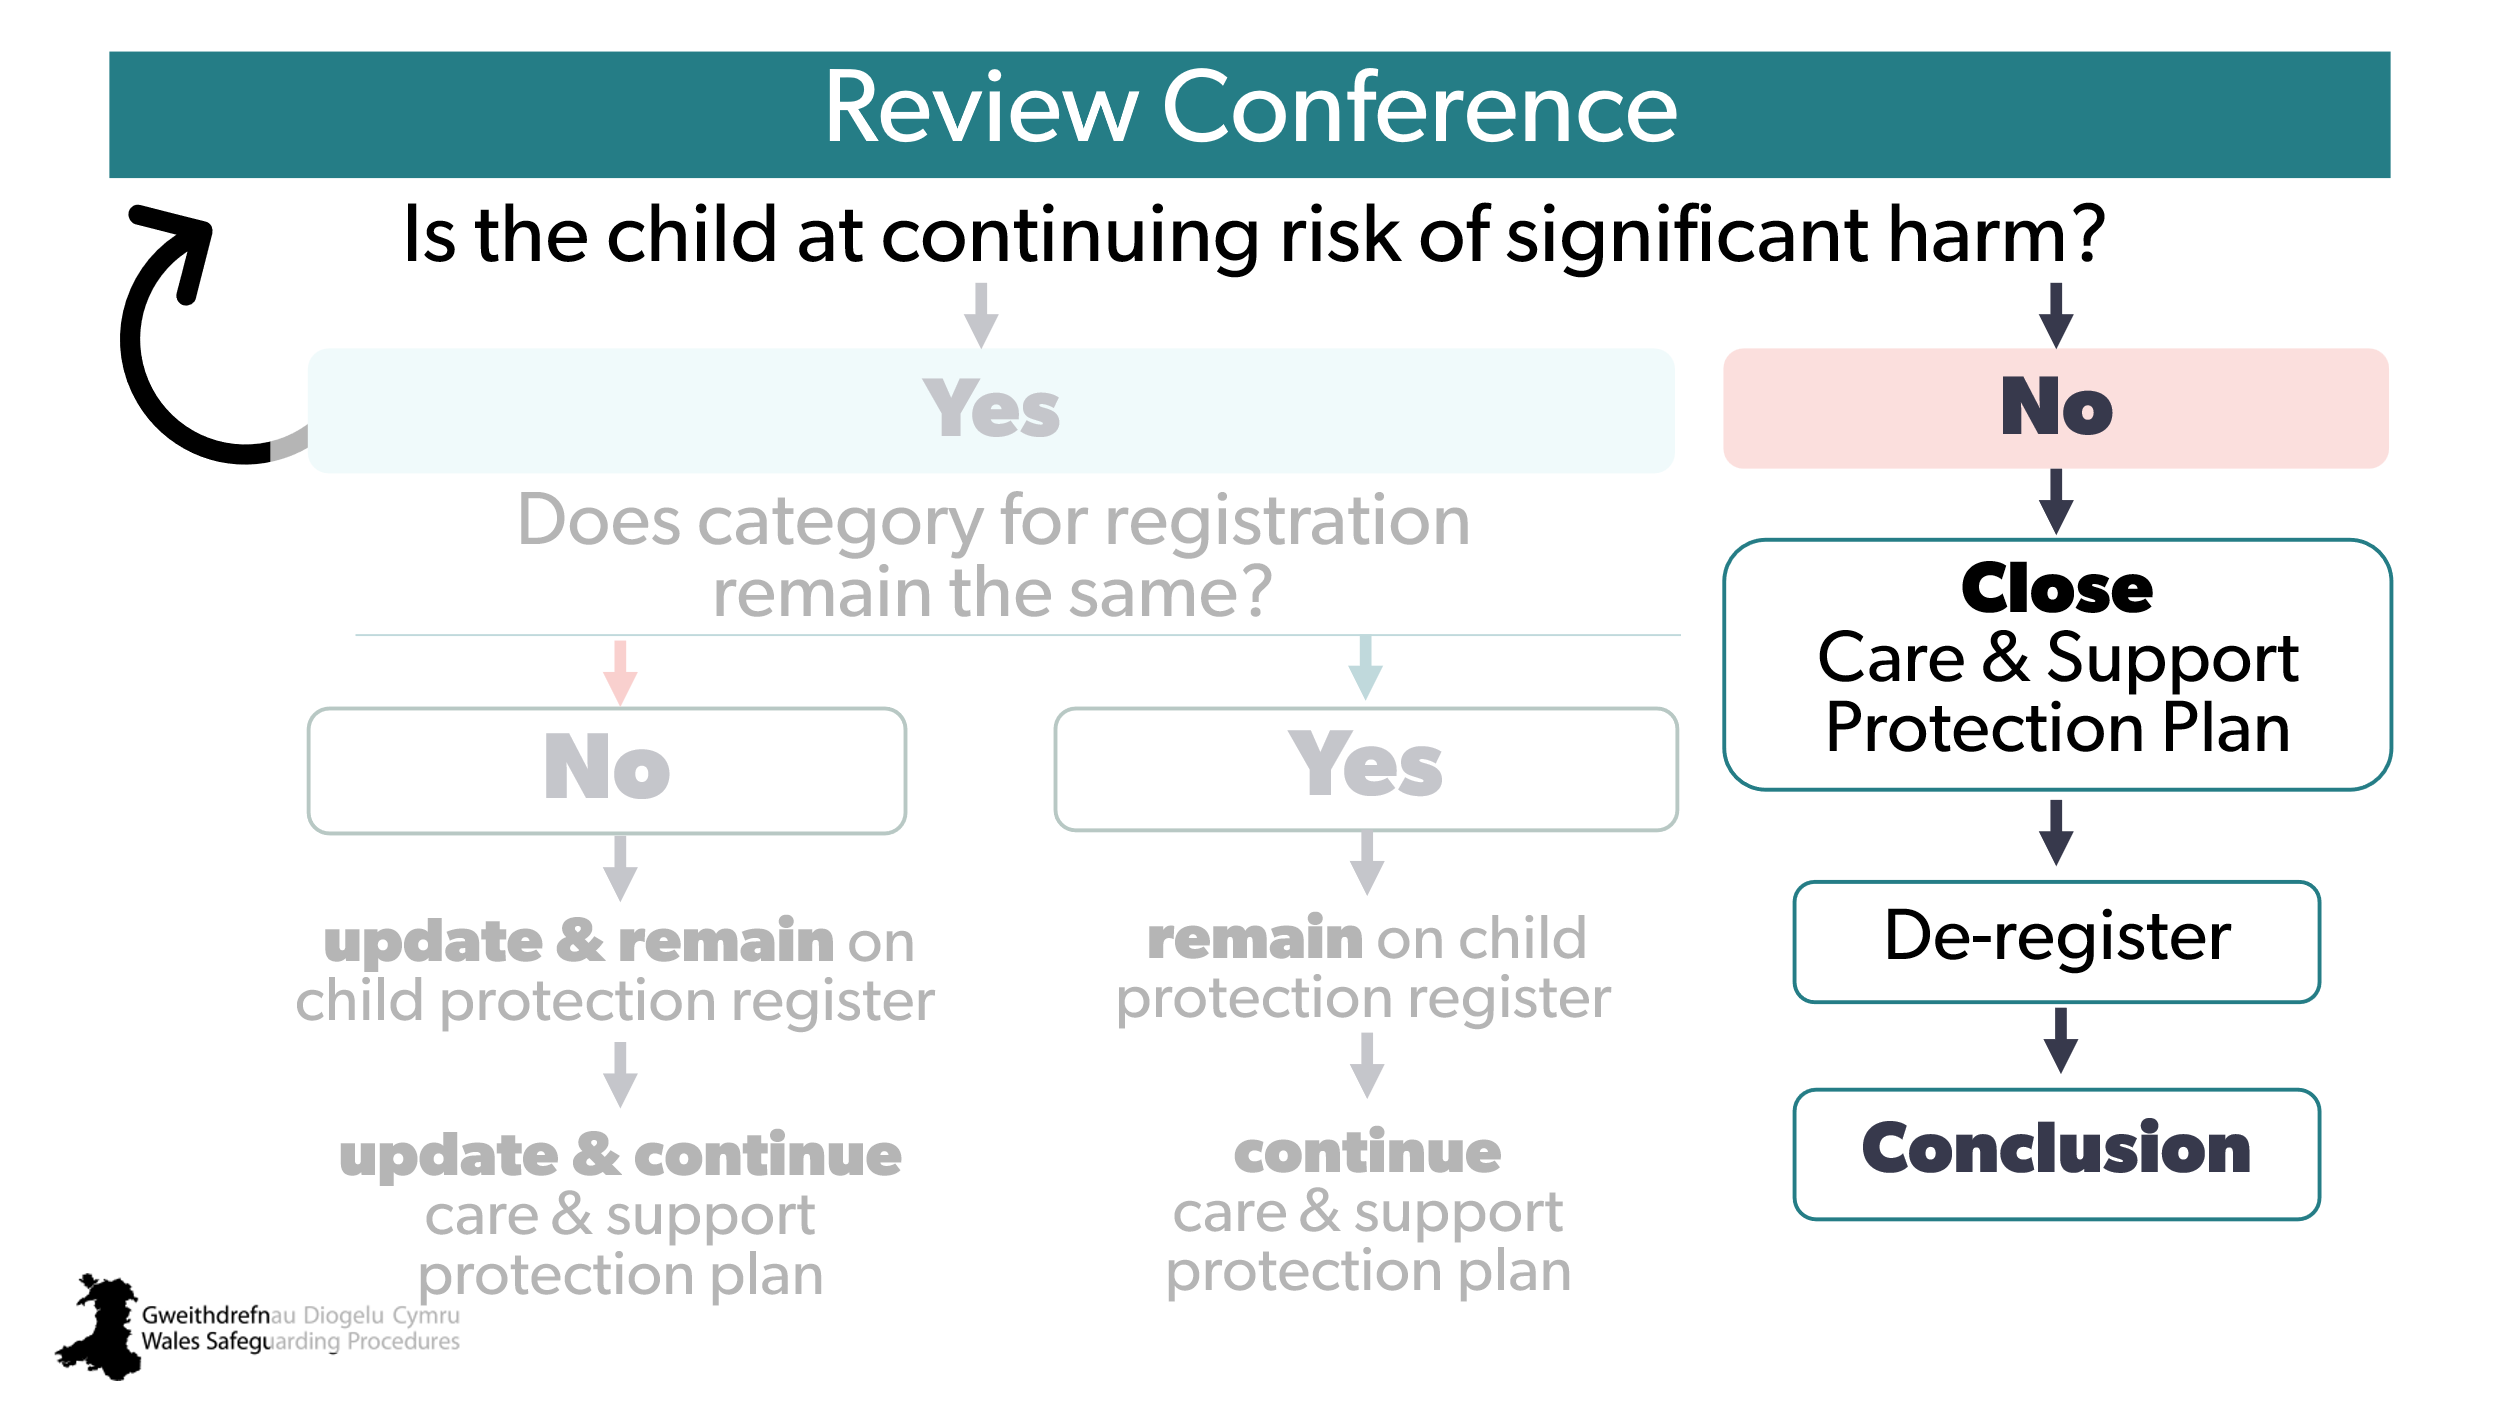 Review Conference
Is the child at continuing risk of significant harm?
Yes
Does category for registration
remain the same?
No
update & remain on
child protection register
update & continue
care & support
protection plan
Yes
remain on child
protection register
continue
care & support
protection plan
No
Close
Care & Support
Protection Plan
De-register
Conclusion
Gweithdrefnau Diogelu Cymru
Wales Safeguarding Procedures